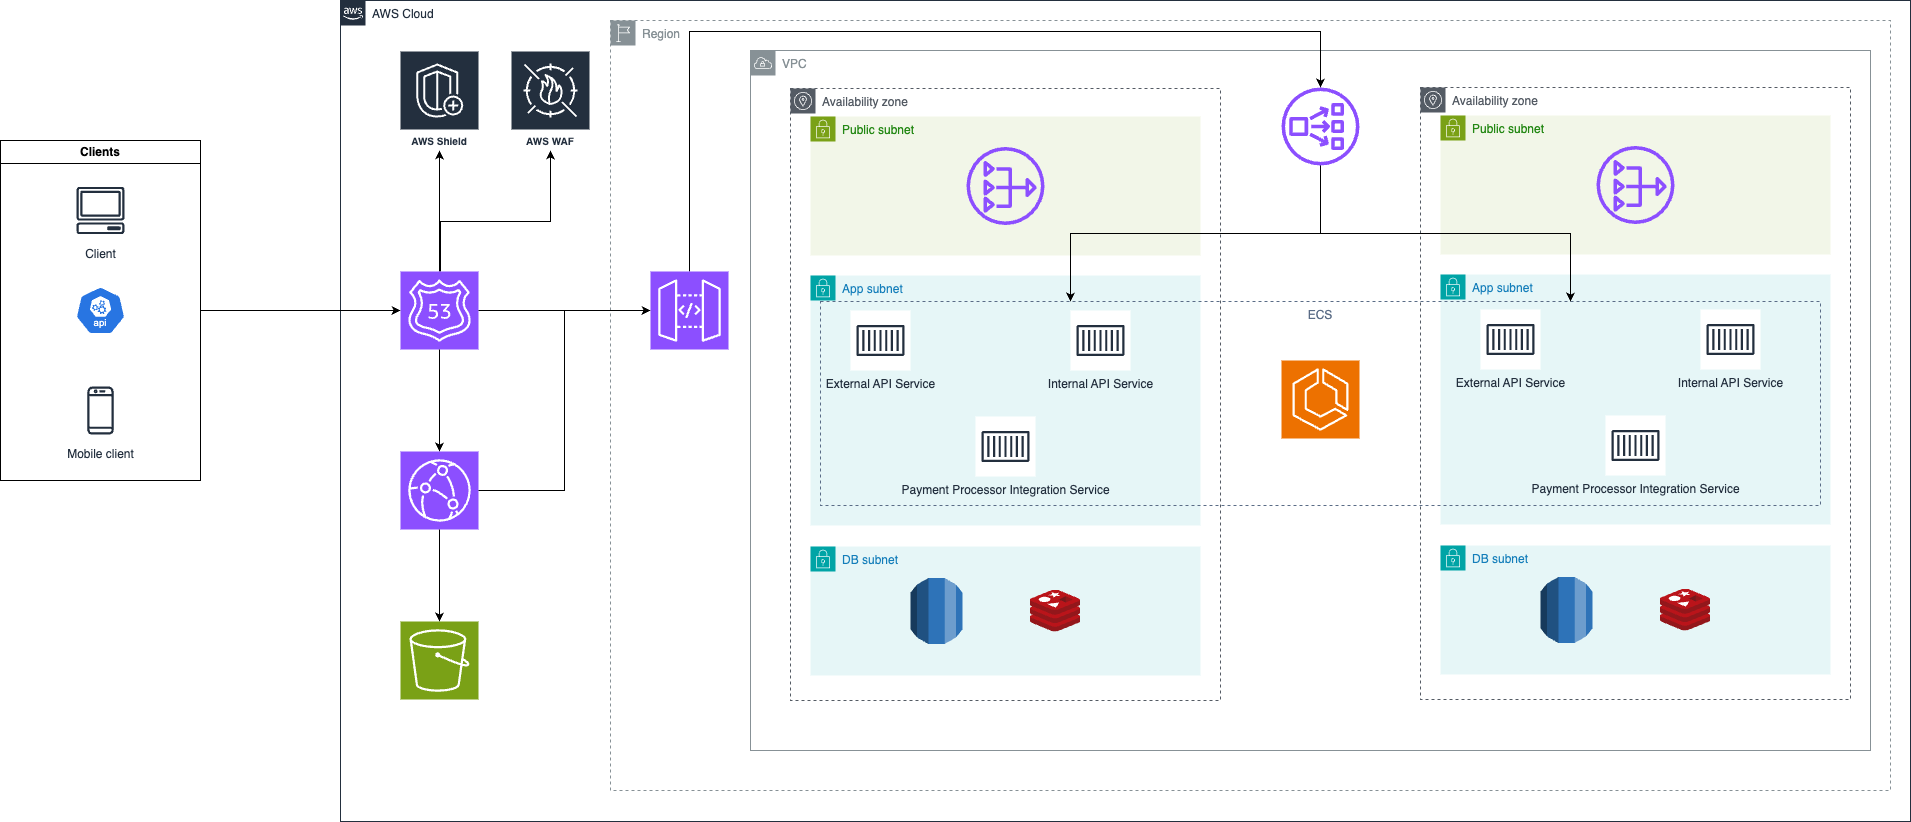 aws
AWS Cloud
Region
VPC
AWS Shield
AWS WAF
Clients
Client
api
Mobile client
53
</>
Availability zone
Public subnet
App subnet
External API Service
Internal API Service
Payment Processor Integration Service
DB subnet
ECS
Availability zone
Public subnet
App subnet
External API Service
Internal API Service
Payment Processor Integration Service
DB subnet